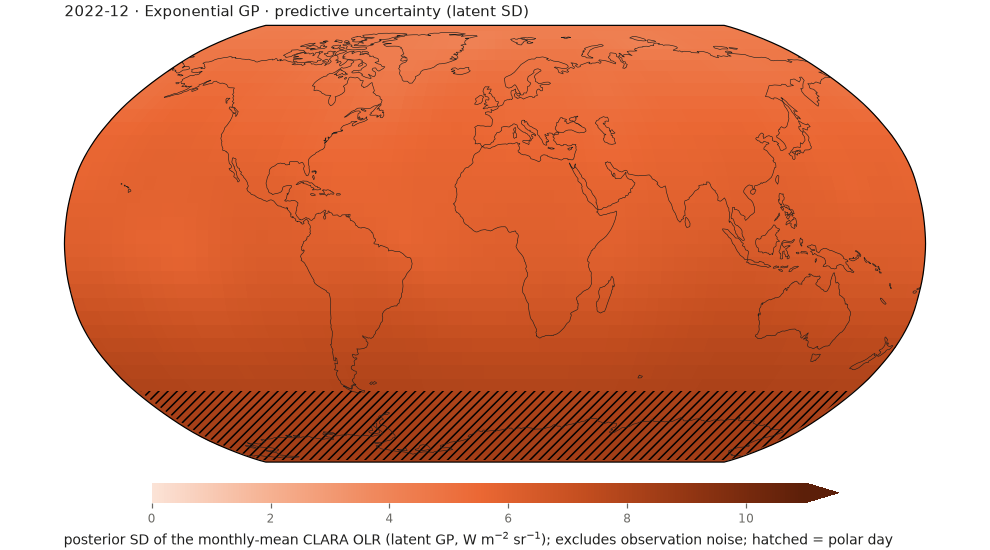 2022-12 · Exponential GP · predictive uncertainty (latent SD)
0 2 4 6 8 10
posterior SD of the monthly-mean CLARA OLR (latent GP, W m⁻² sr⁻¹); excludes observation noise; hatched = polar day